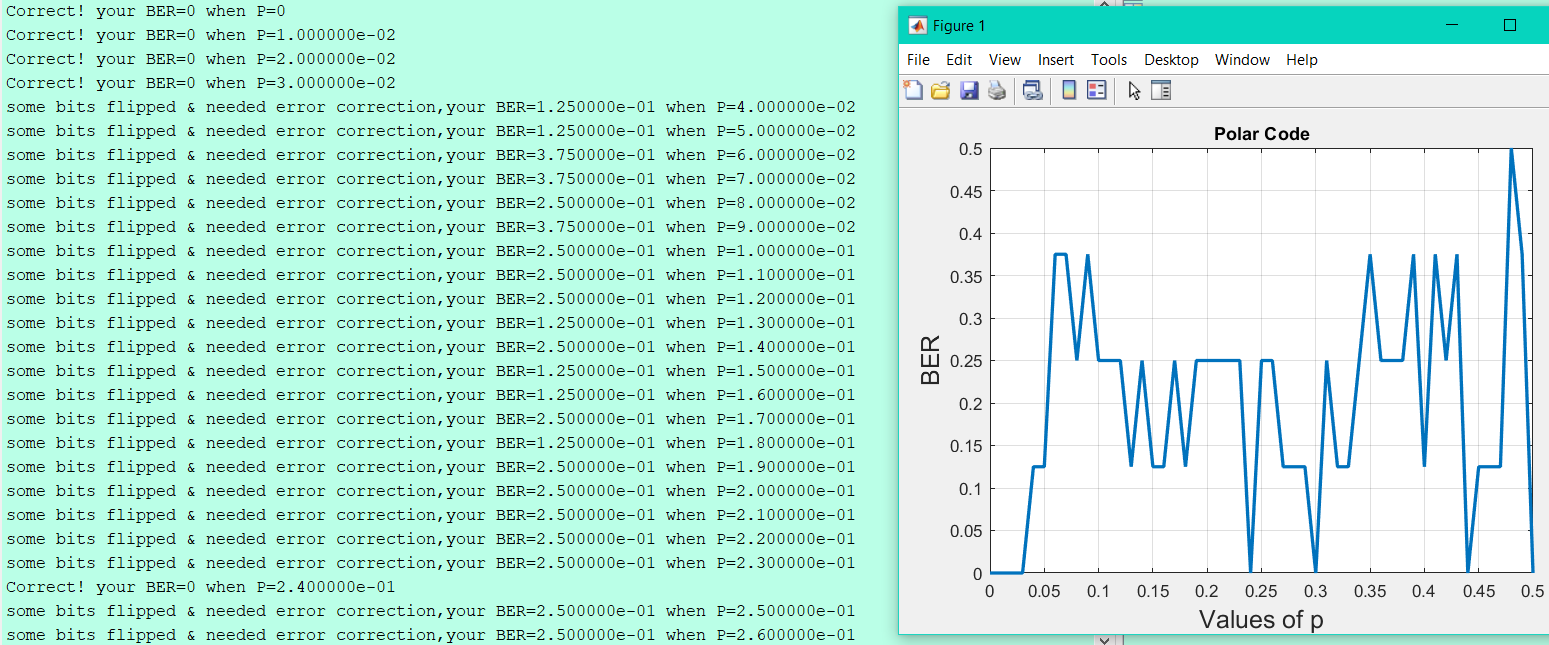 Correct! your BER=0 when P=0
Correct! your BER=0 when P=1.000000e-02
Correct! your BER=0 when P=2.000000e-02
Correct! your BER=0 when P=3.000000e-02
some bits flipped & needed error correction,your BER=1.250000e-01 when P=4.000000e-02
some bits flipped & needed error correction,your BER=1.250000e-01 when P=5.000000e-02
some bits flipped & needed error correction,your BER=3.750000e-01 when P=6.000000e-02
some bits flipped & needed error correction,your BER=3.750000e-01 when P=7.000000e-02
some bits flipped & needed error correction,your BER=2.500000e-01 when P=8.000000e-02
some bits flipped & needed error correction,your BER=3.750000e-01 when P=9.000000e-02
some bits flipped & needed error correction,your BER=2.500000e-01 when P=1.000000e-01
some bits flipped & needed error correction,your BER=2.500000e-01 when P=1.100000e-01
some bits flipped & needed error correction,your BER=2.500000e-01 when P=1.200000e-01
some bits flipped & needed error correction,your BER=1.250000e-01 when P=1.300000e-01
some bits flipped & needed error correction,your BER=2.500000e-01 when P=1.400000e-01
some bits flipped & needed error correction,your BER=1.250000e-01 when P=1.500000e-01
some bits flipped & needed error correction,your BER=1.250000e-01 when P=1.600000e-01
some bits flipped & needed error correction,your BER=2.500000e-01 when P=1.700000e-01
some bits flipped & needed error correction,your BER=1.250000e-01 when P=1.800000e-01
some bits flipped & needed error correction,your BER=2.500000e-01 when P=1.900000e-01
some bits flipped & needed error correction,your BER=2.500000e-01 when P=2.000000e-01
some bits flipped & needed error correction,your BER=2.500000e-01 when P=2.100000e-01
some bits flipped & needed error correction,your BER=2.500000e-01 when P=2.200000e-01
some bits flipped & needed error correction,your BER=2.500000e-01 when P=2.300000e-01
Correct! your BER=0 when P=2.400000e-01
some bits flipped & needed error correction,your BER=2.500000e-01 when P=2.500000e-01
some bits flipped & needed error correction,your BER=2.500000e-01 when P=2.600000e-01
Figure 1
File Edit View Insert Tools Desktop Window Help
Polar Code
0.5
0.45
0.4
0.35
0.3
0.25
0.2
0.15
0.1
0.05
0
BER
0 0.05 0.1 0.15 0.2 0.25 0.3 0.35 0.4 0.45 0.5
Values of p